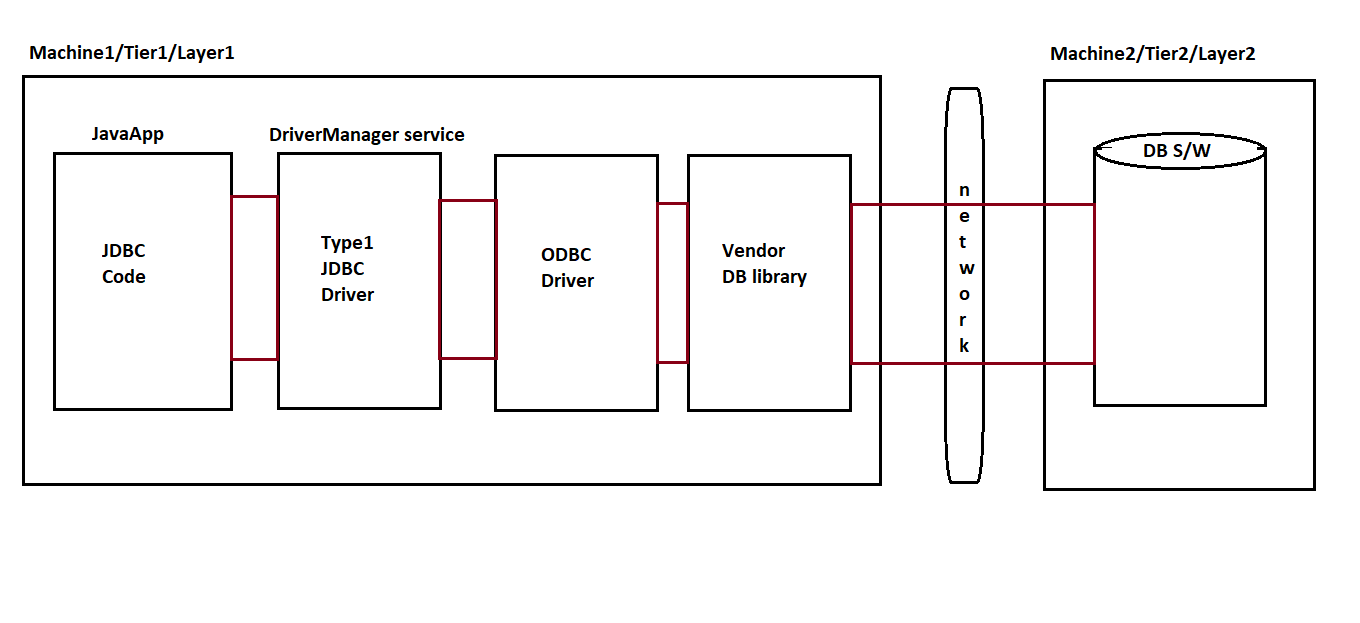 Machine1/Tier1/Layer1
Machine2/Tier2/Layer2
JavaApp
DriverManager service
JDBC
Code
Type1
JDBC
Driver
ODBC
Driver
Vendor
DB library
n
e
t
w
o
r
k
DB S/W